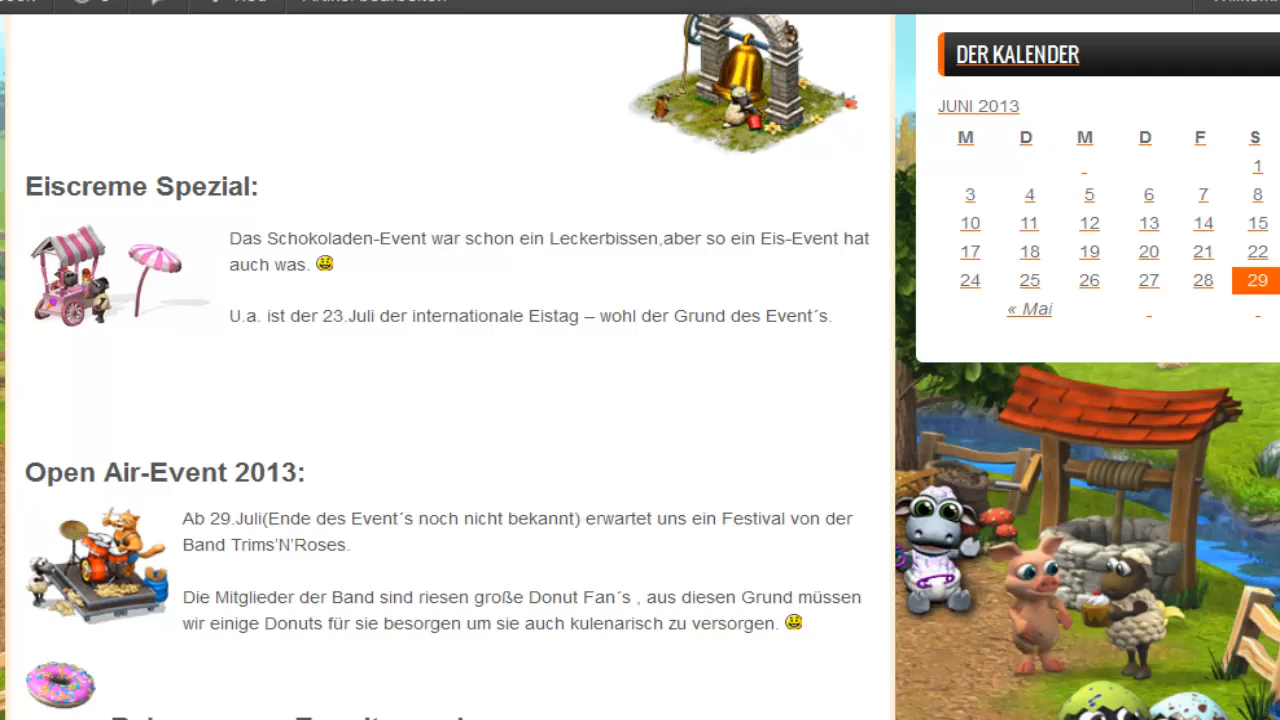 Eiscreme Spezial:
Das Schokoladen-Event war schon ein Leckerbissen,aber so ein Eis-Event hat
auch was.
U.a. ist der 23.Juli der internationale Eistag – wohl der Grund des Event´s.
Open Air-Event 2013:
Ab 29.Juli(Ende des Event´s noch nicht bekannt) erwartet uns ein Festival von der
Band Trims’N’Roses.
Die Mitglieder der Band sind riesen große Donut Fan´s , aus diesen Grund müssen
wir einige Donuts für sie besorgen um sie auch kulenarisch zu versorgen.
DER KALENDER
JUNI 2013
M D M D F S
1
3 4 5 6 7 8
10 11 12 13 14 15
17 18 19 20 21 22
24 25 26 27 28 29
« Mai